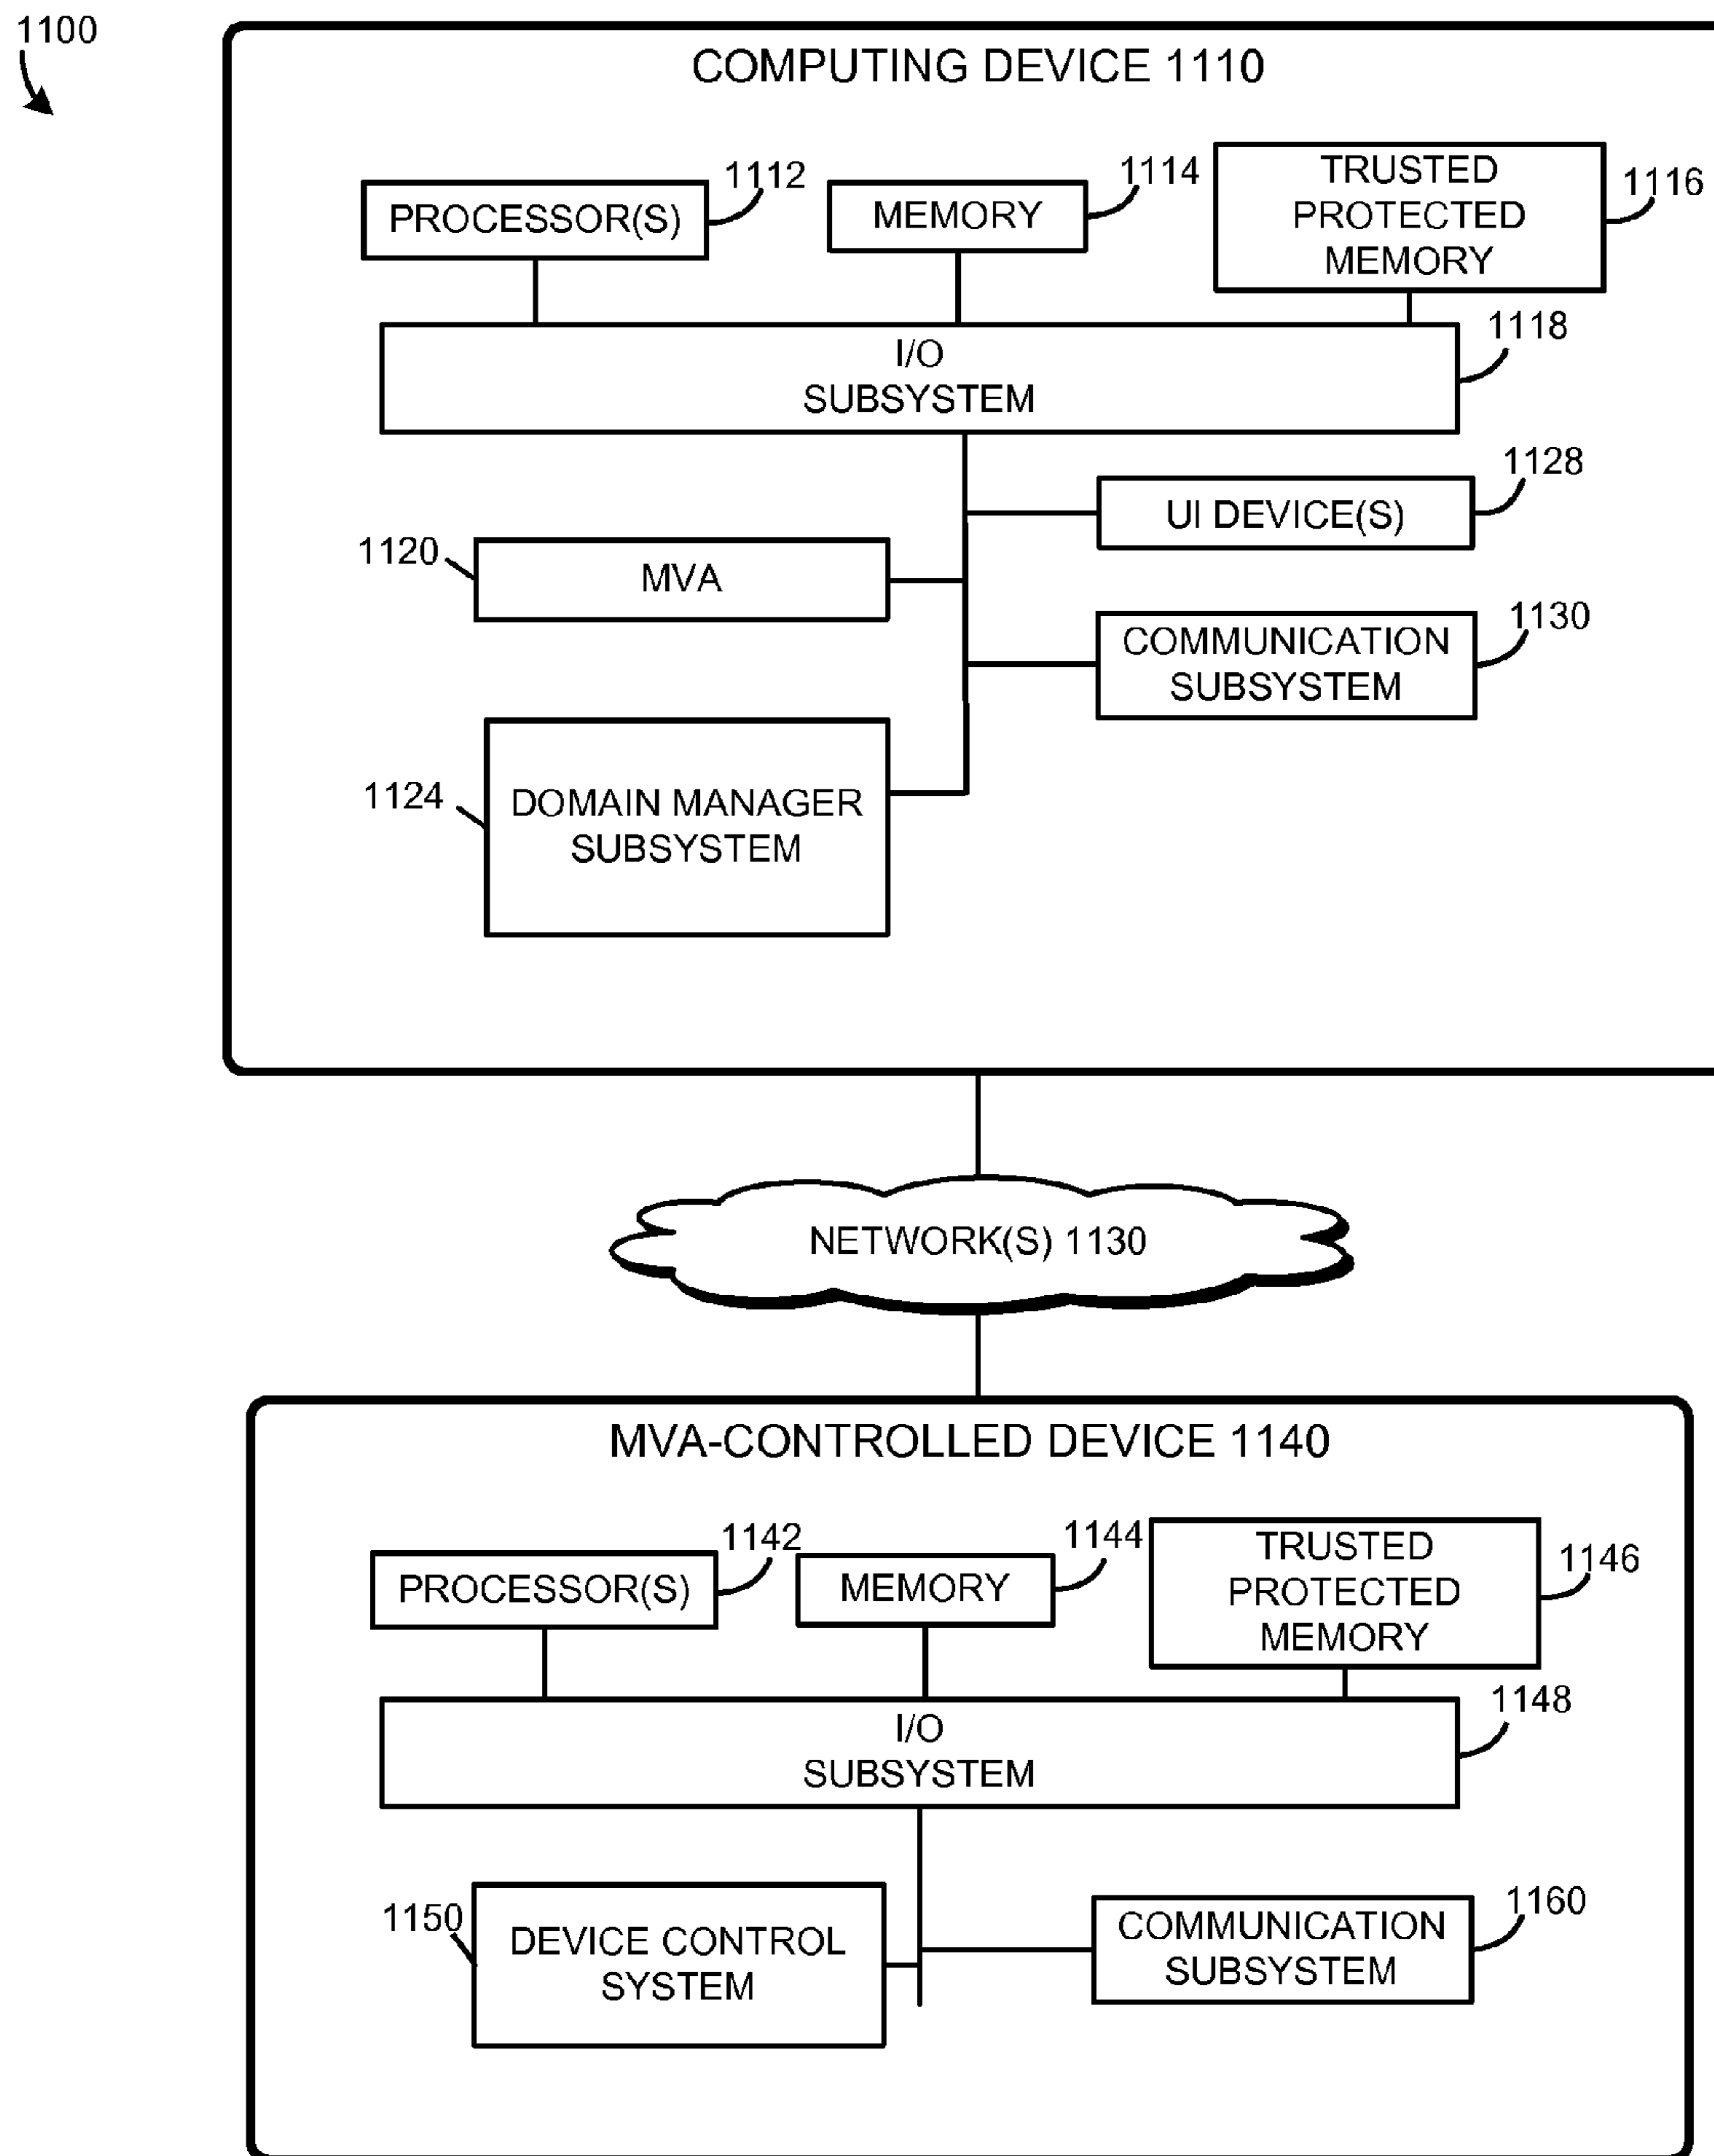 1100
COMPUTING DEVICE 1110
1112
1114
1116
PROCESSOR(S)
MEMORY
TRUSTED
PROTECTED
MEMORY
1118
I/O
SUBSYSTEM
1128
UI DEVICE(S)
1120
MVA
1130
COMMUNICATION
SUBSYSTEM
1124
DOMAIN MANAGER
SUBSYSTEM
NETWORK(S) 1130
MVA-CONTROLLED DEVICE 1140
1142
1144
1146
PROCESSOR(S)
MEMORY
TRUSTED
PROTECTED
MEMORY
1148
I/O
SUBSYSTEM
1150
DEVICE CONTROL
SYSTEM
1160
COMMUNICATION
SUBSYSTEM